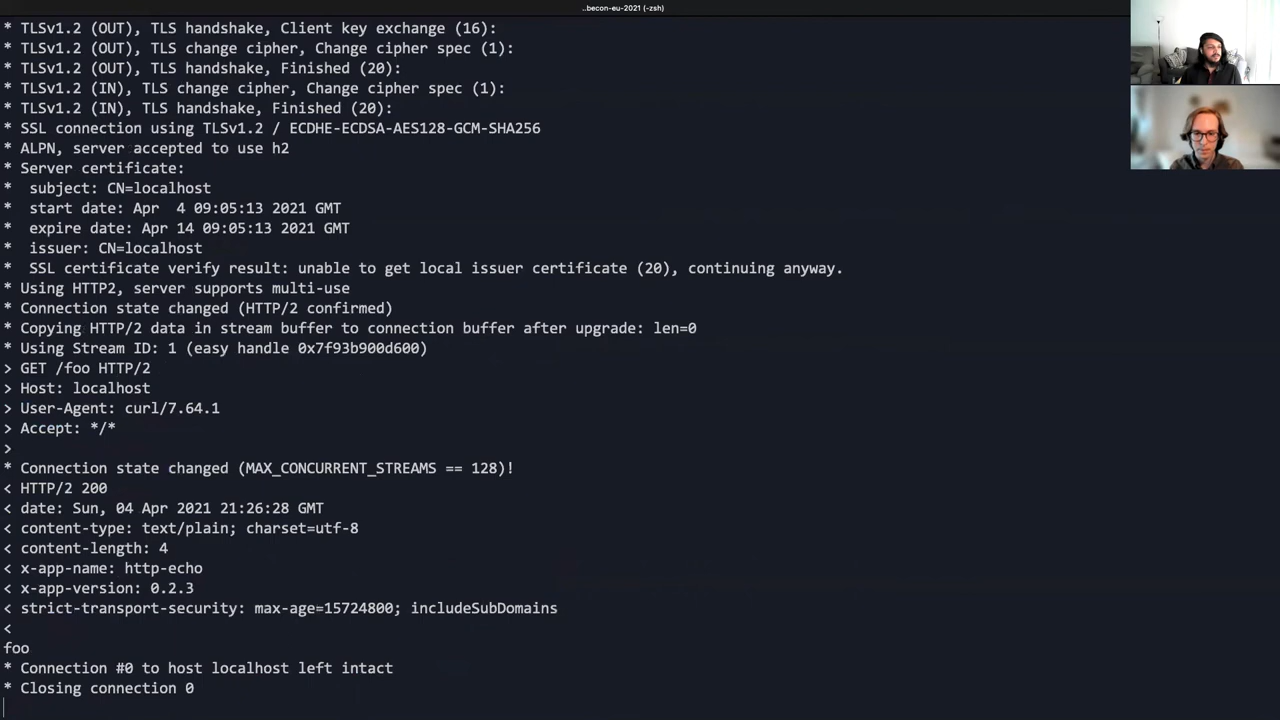 ..becon-eu-2021 (-zsh)
* TLSv1.2 (OUT), TLS handshake, Client key exchange (16):
* TLSv1.2 (OUT), TLS change cipher, Change cipher spec (1):
* TLSv1.2 (OUT), TLS handshake, Finished (20):
* TLSv1.2 (IN), TLS change cipher, Change cipher spec (1):
* TLSv1.2 (IN), TLS handshake, Finished (20):
* SSL connection using TLSv1.2 / ECDHE-ECDSA-AES128-GCM-SHA256
* ALPN, server accepted to use h2
* Server certificate:
*  subject: CN=localhost
*  start date: Apr  4 09:05:13 2021 GMT
*  expire date: Apr 14 09:05:13 2021 GMT
*  issuer: CN=localhost
*  SSL certificate verify result: unable to get local issuer certificate (20), continuing anyway.
* Using HTTP2, server supports multi-use
* Connection state changed (HTTP/2 confirmed)
* Copying HTTP/2 data in stream buffer to connection buffer after upgrade: len=0
* Using Stream ID: 1 (easy handle 0x7f93b900d600)
> GET /foo HTTP/2
> Host: localhost
> User-Agent: curl/7.64.1
> Accept: */*
>
* Connection state changed (MAX_CONCURRENT_STREAMS == 128)!
< HTTP/2 200
< date: Sun, 04 Apr 2021 21:26:28 GMT
< content-type: text/plain; charset=utf-8
< content-length: 4
< x-app-name: http-echo
< x-app-version: 0.2.3
< strict-transport-security: max-age=15724800; includeSubDomains
<
foo
* Connection #0 to host localhost left intact
* Closing connection 0